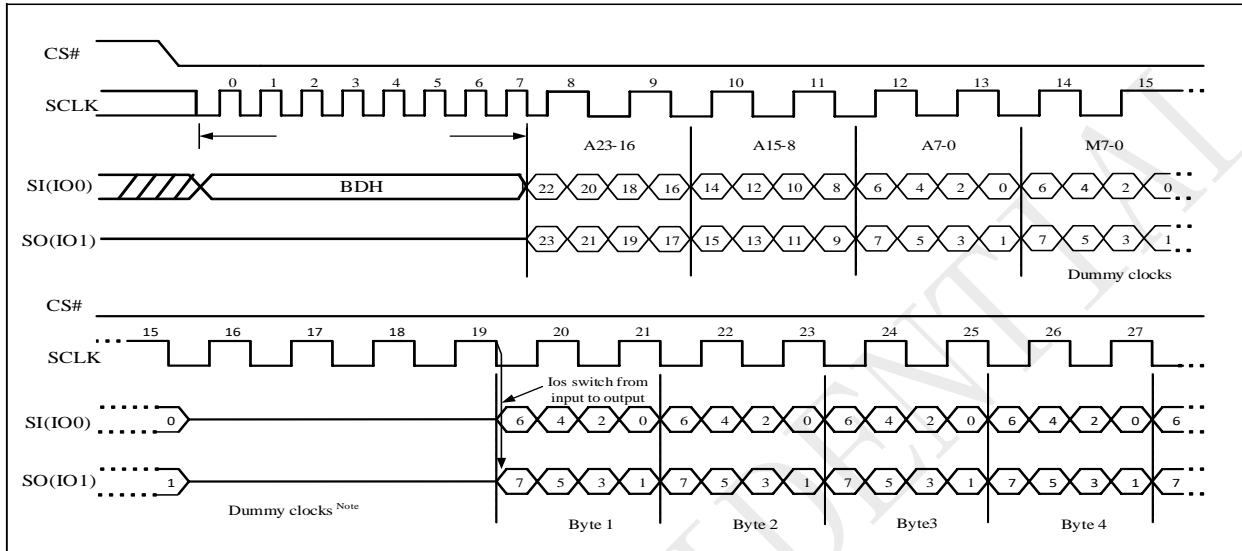 CS#
0 1 2 3 4 5 6 7 8 9 10 11 12 13 14 15
SCLK
A23-16 A15-8 A7-0 M7-0
SI(IO0) BDH 22 20 18 16 14 12 10 8 6 4 2 0 6 4 2 0
SO(IO1) 23 21 19 17 15 13 11 9 7 5 3 1 7 5 3 1
Dummy clocks
CS#
15 16 17 18 19 20 21 22 23 24 25 26 27
SCLK
Ios switch from
input to output
SI(IO0) 0 6 4 2 0 6 4 2 0 6 4 2 0 6 4 2 0 6
SO(IO1) 1 7 5 3 1 7 5 3 1 7 5 3 1 7 5 3 1 7
Dummy clocks Note
Byte 1 Byte 2 Byte3 Byte 4